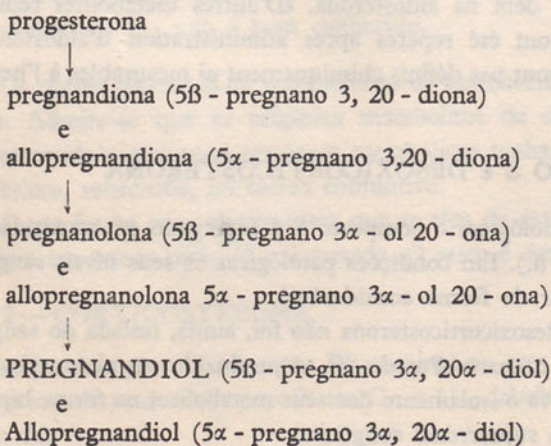 progesterona
pregnandiona (5ß - pregnano 3, 20 - diona)
e
allopregnandiona (5α - pregnano 3,20 - diona)
pregnanolona (5ß -pregnano 3α - ol 20 - ona)
e
allopregnanolona 5α - pregnano 3α - ol 20 - ona)
PREGNANDIOL (5ß - pregnano 3α, 20α - diol)
e
Allopregnandiol (5α - pregnano 3α, 20α - diol)